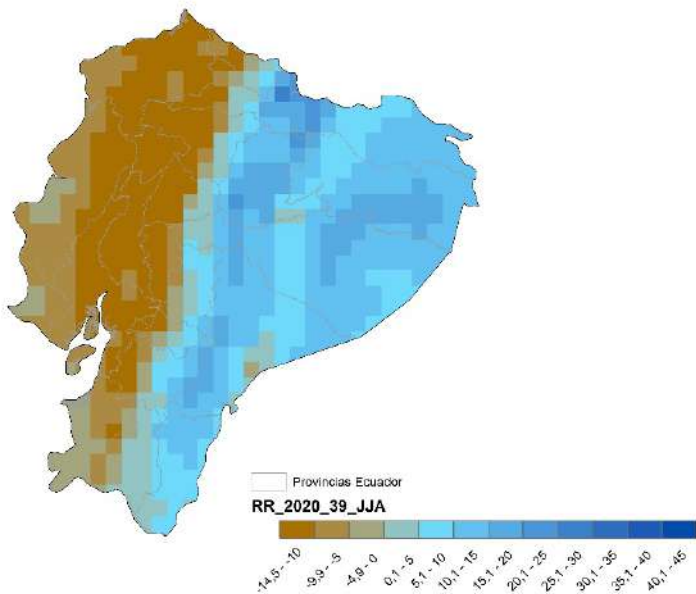 Provincias Ecuador
RR_2020_39_JJA
-14,5 - -10
-9,9 - -5
-4,9 - 0
0,1 - 5
5,1 - 10
10,1 - 15
15,1 - 20
20,1 - 25
25,1 - 30
30,1 - 35
35,1 - 40
40,1 - 45